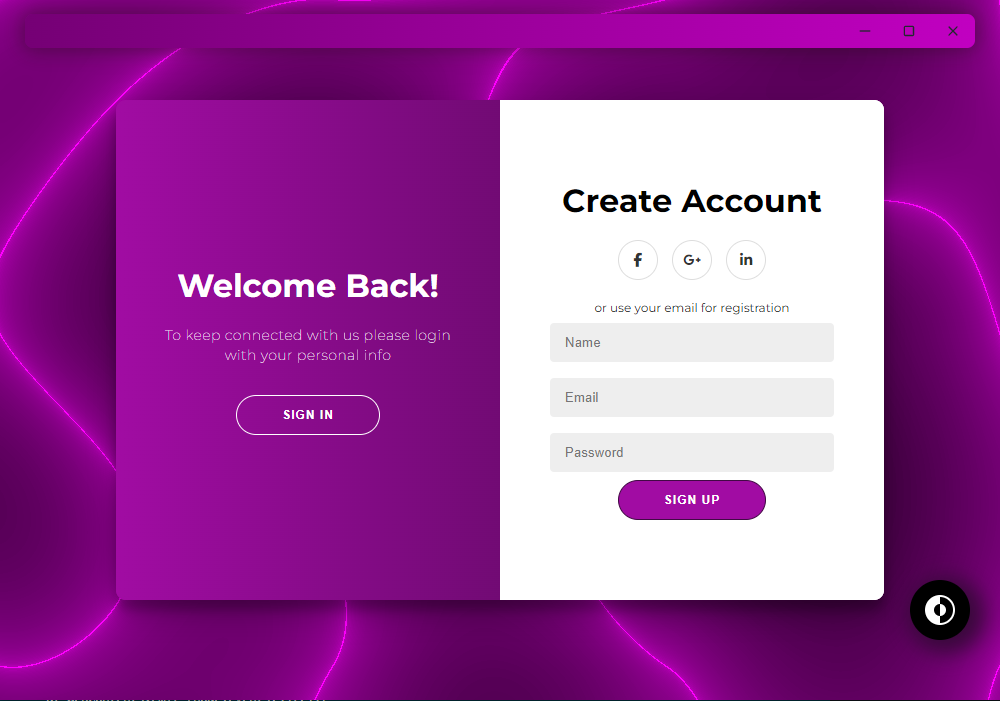 Welcome Back!
To keep connected with us please login
with your personal info
SIGN IN
Create Account
f
G+
in
or use your email for registration
Name
Email
Password
SIGN UP